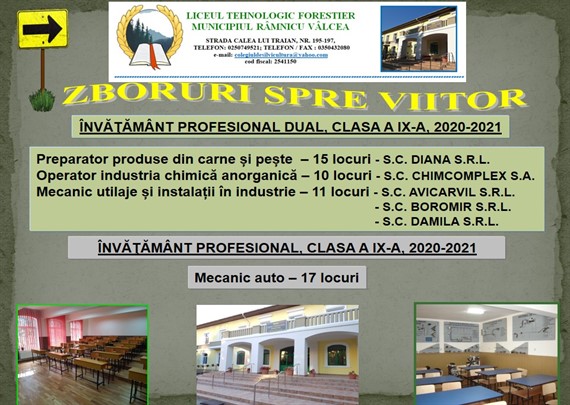 LICEUL TEHNOLOGIC FORESTIER
MUNICIPIUL RÂMNICU VÂLCEA
STRADA CALEA LUI TRAIAN, NR. 195-197,
TELEFON: 0250749521; TELEFON / FAX : 0350432080
e-mail: colegiuldesilvicultura@yahoo.com
cod fiscal: 2541150
ZBORURI SPRE VIITOR
ÎNVĂȚĂMÂNT PROFESIONAL DUAL, CLASA A IX-A, 2020-2021
Preparator produse din carne și pește – 15 locuri - S.C. DIANA S.R.L.
Operator industria chimică anorganică – 10 locuri - S.C. CHIMCOMPLEX S.A.
Mecanic utilaje și instalații în industrie – 11 locuri - S.C. AVICARVIL S.R.L.
- S.C. BOROMIR S.R.L.
- S.C. DAMILA S.R.L.
ÎNVĂŢĂMÂNT PROFESIONAL, CLASA A IX-A, 2020-2021
Mecanic auto – 17 locuri